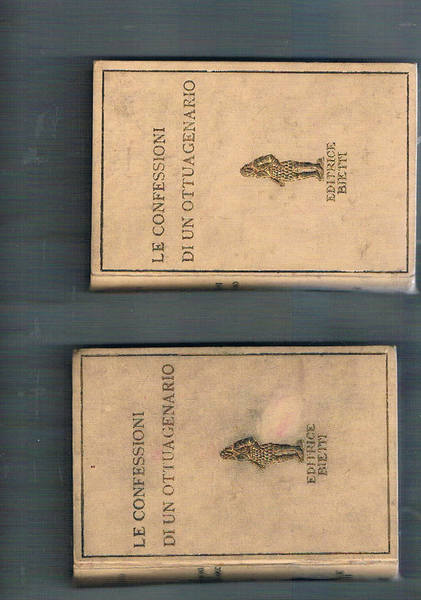 LE CONFESSIONI
DI UN OTTUAGENARIO
EDITRICE
BIETTI
LE CONFESSIONI
DI UN OTTUAGENARIO
EDITRICE
BIETTI